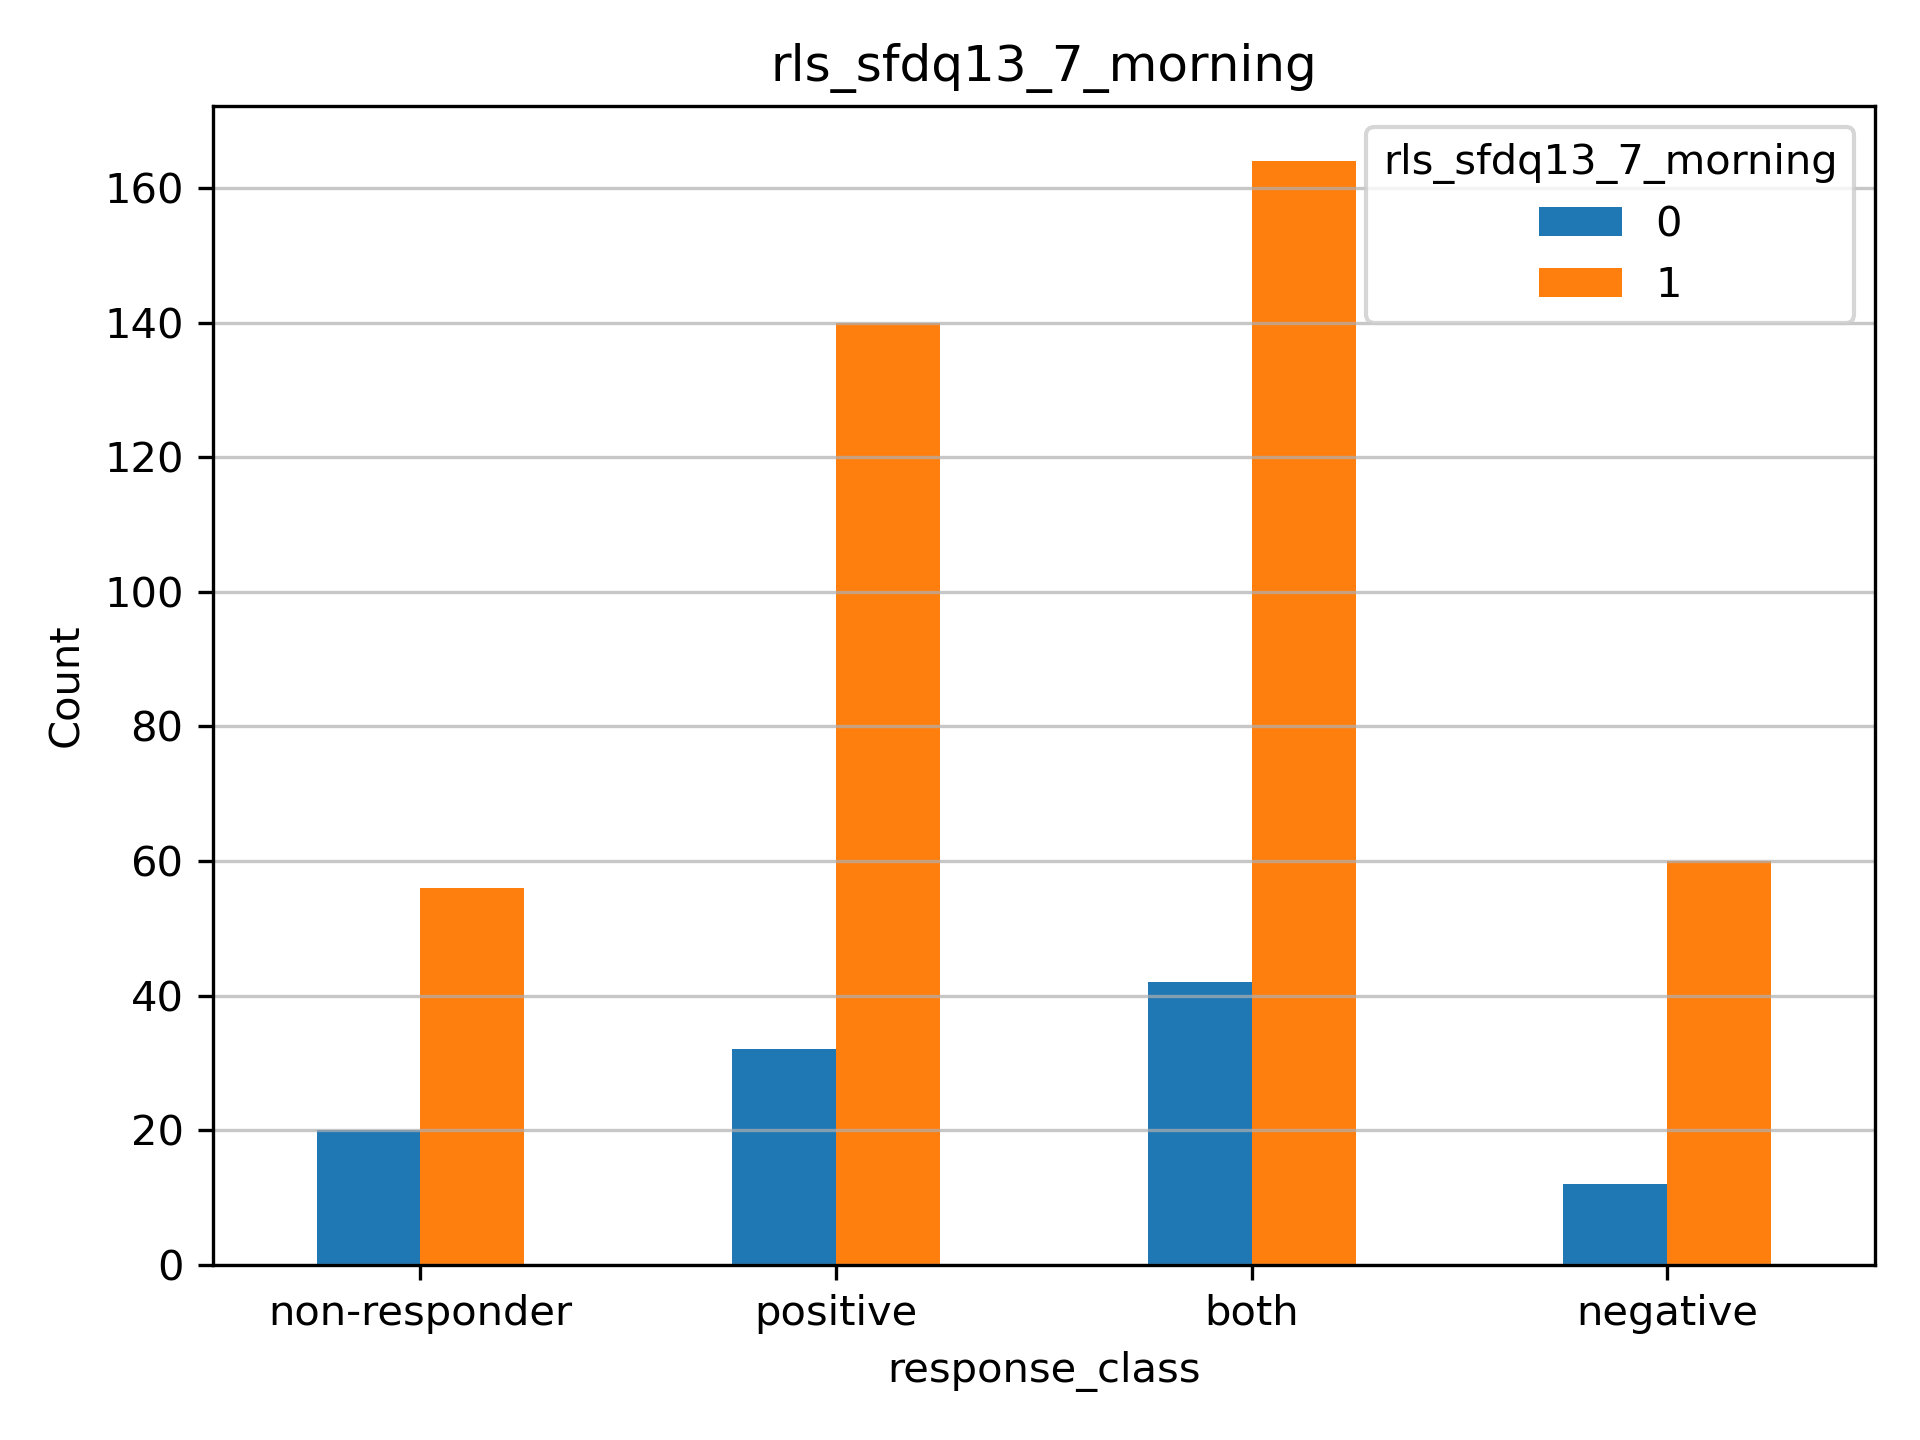 rls_sfdq13_7_morning
rls_sfdq13_7_morning
0
1
160
140
120
100
80
60
40
20
0
Count
non-responder positive both negative
response_class